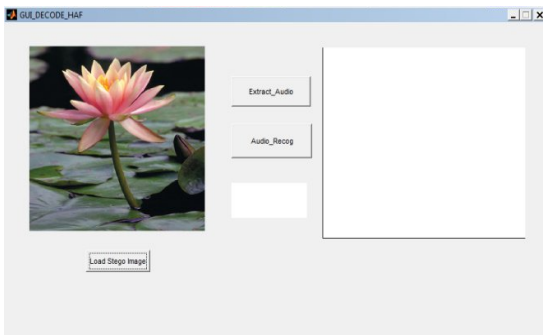 GUI_DECODE_HAF
Extract_Audio
Audio_Recog
Load Stego Image